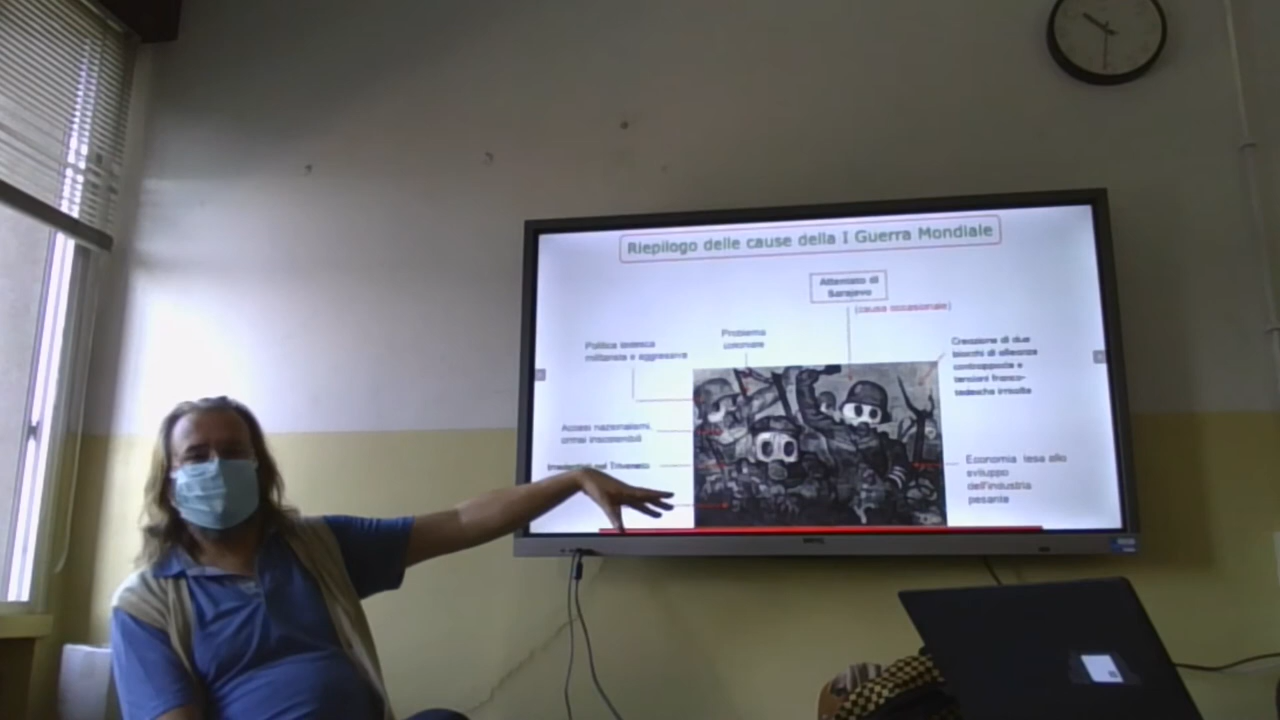 Riepilogo delle cause della I Guerra Mondiale
Attentato di
Sarajevo
(causa occasionale)
Problema
coloniale
Politica tedesca
militarista e aggressiva
Creazione di due
blocchi di alleanze
contrapposte e
tensioni franco-
tedesche irrisolte
Accesi nazionalismi,
ormai insostenibili
Economia tesa allo
sviluppo
dell'industria
pesante